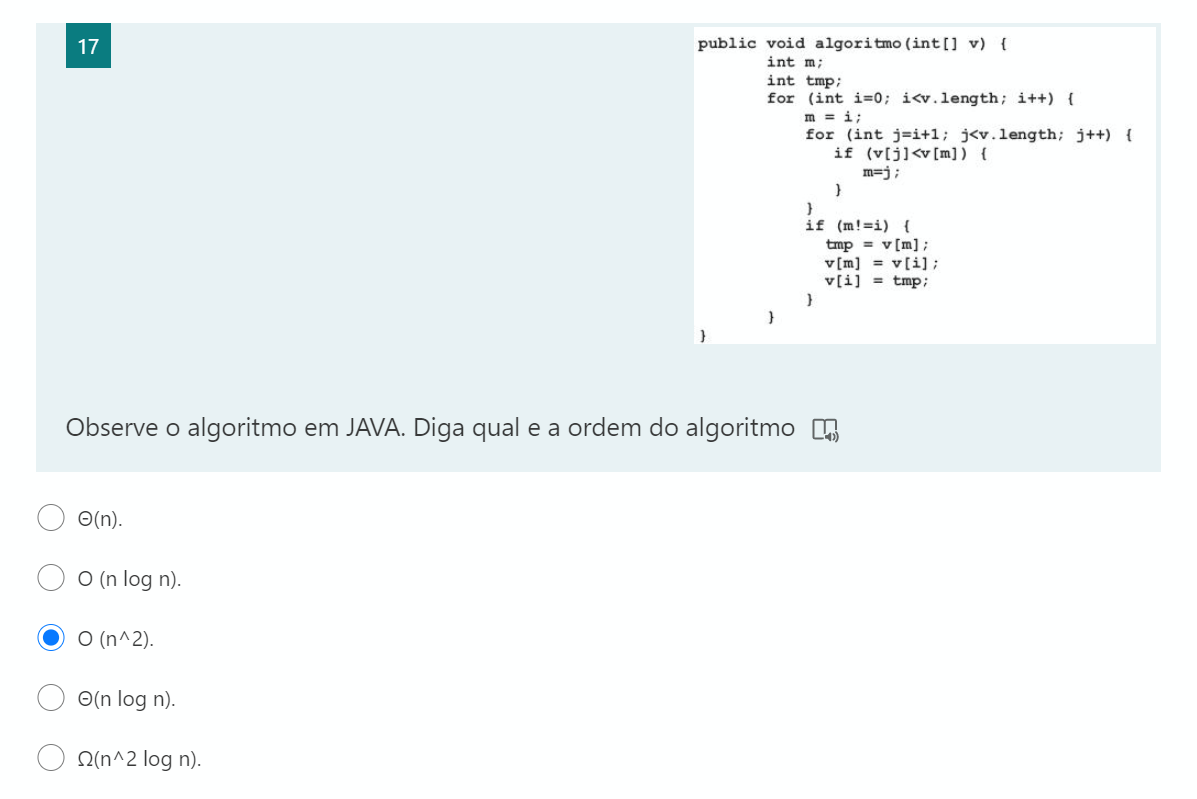 17
public void algoritmo(int[] v) {
int m;
int tmp;
for (int i=0; i<v.length; i++) {
m = i;
for (int j=i+1; j<v.length; j++) {
if (v[j]<v[m]) {
m=j;
}
}
if (m!=i) {
tmp = v[m];
v[m] = v[i];
v[i] = tmp;
}
}
}
Observe o algoritmo em JAVA. Diga qual e a ordem do algoritmo
Θ(n).
O (n log n).
O (n^2).
Θ(n log n).
Ω(n^2 log n).